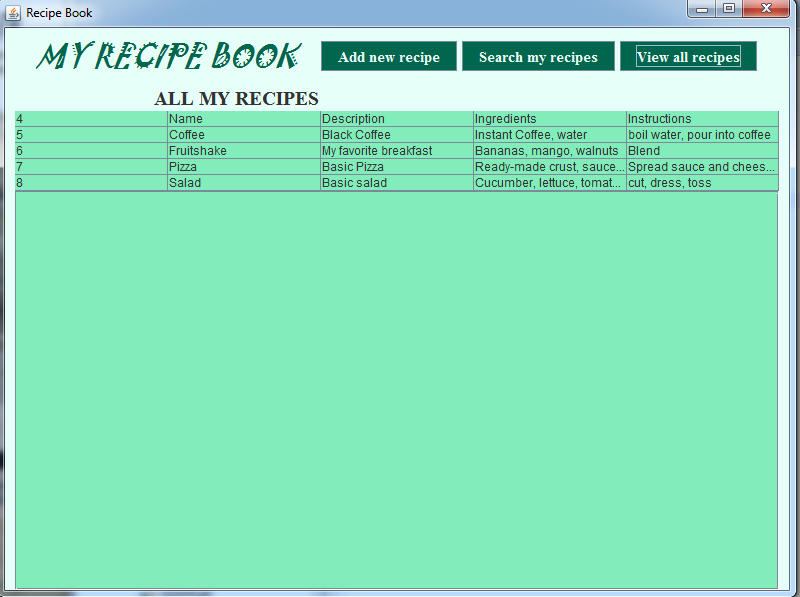 Recipe Book
MY RECIPE BOOK Add new recipe Search my recipes View all recipes
ALL MY RECIPES
4 Name Description Ingredients Instructions
5 Coffee Black Coffee Instant Coffee, water boil water, pour into coffee
6 Fruitshake My favorite breakfast Bananas, mango, walnuts Blend
7 Pizza Basic Pizza Ready-made crust, sauce... Spread sauce and chees...
8 Salad Basic salad Cucumber, lettuce, tomat... cut, dress, toss